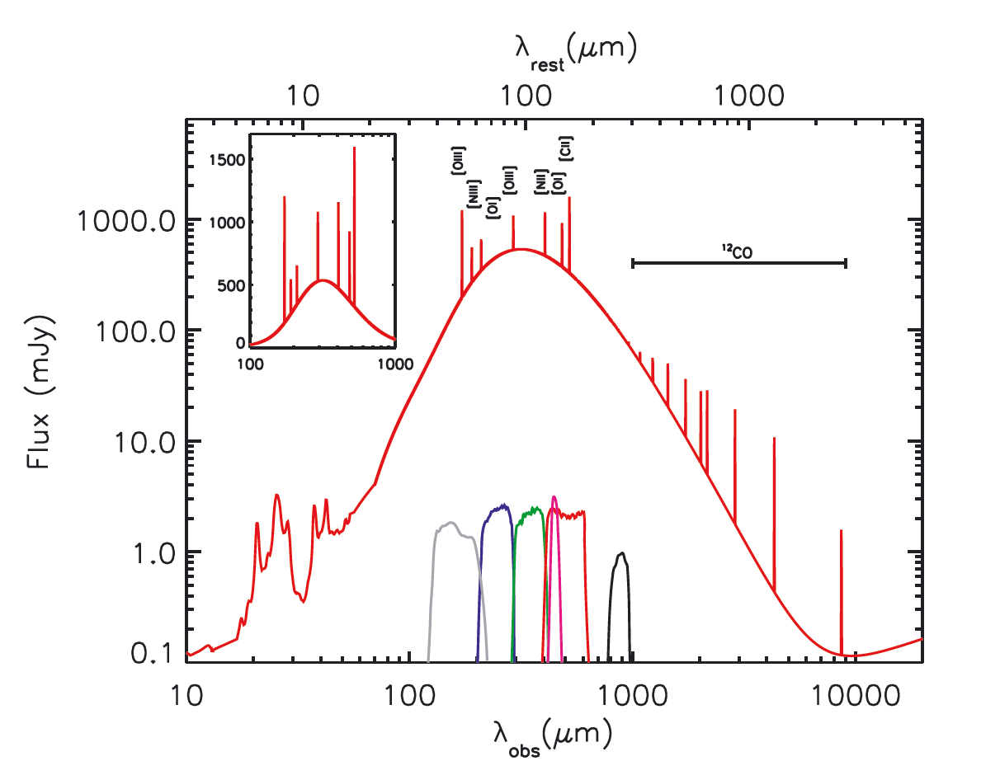 λrest(μm)
10 100 1000
[OIII] [NIII] [OI] [OIII] [NII] [OI] [CII]
1500
1000
500
0
100 1000
¹²CO
Flux (mJy)
1000.0
100.0
10.0
1.0
0.1
10 100 1000 10000
λobs(μm)